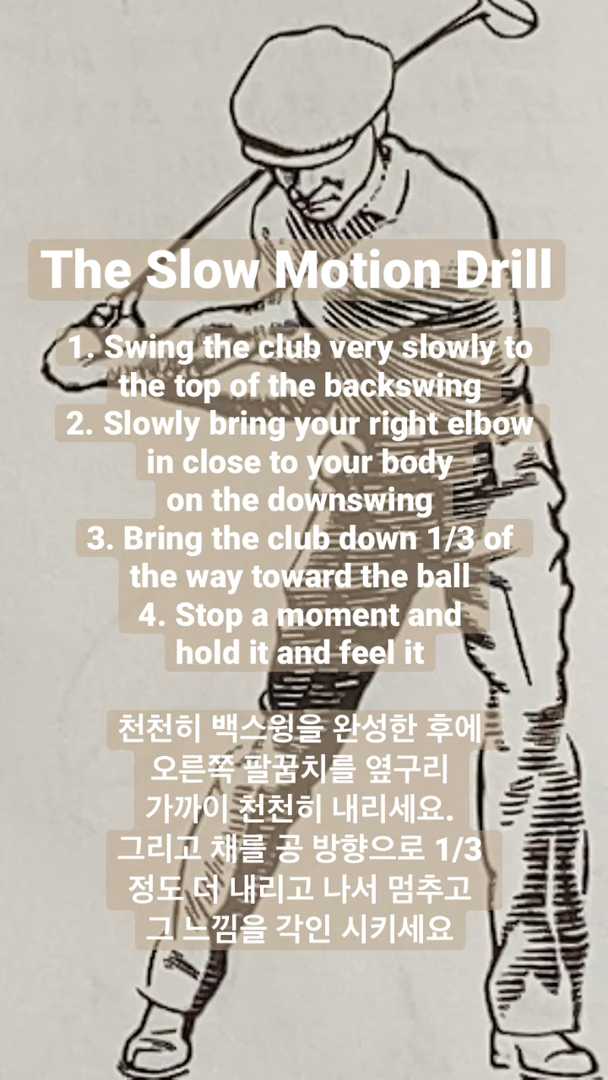 The Slow Motion Drill
1. Swing the club very slowly to
the top of the backswing
2. Slowly bring your right elbow
in close to your body
on the downswing
3. Bring the club down 1/3 of
the way toward the ball
4. Stop a moment and
hold it and feel it
천천히 백스윙을 완성한 후에
오른쪽 팔꿈치를 옆구리
가까이 천천히 내리세요.
그리고 채를 공 방향으로 1/3
정도 더 내리고 나서 멈추고
그 느낌을 각인 시키세요